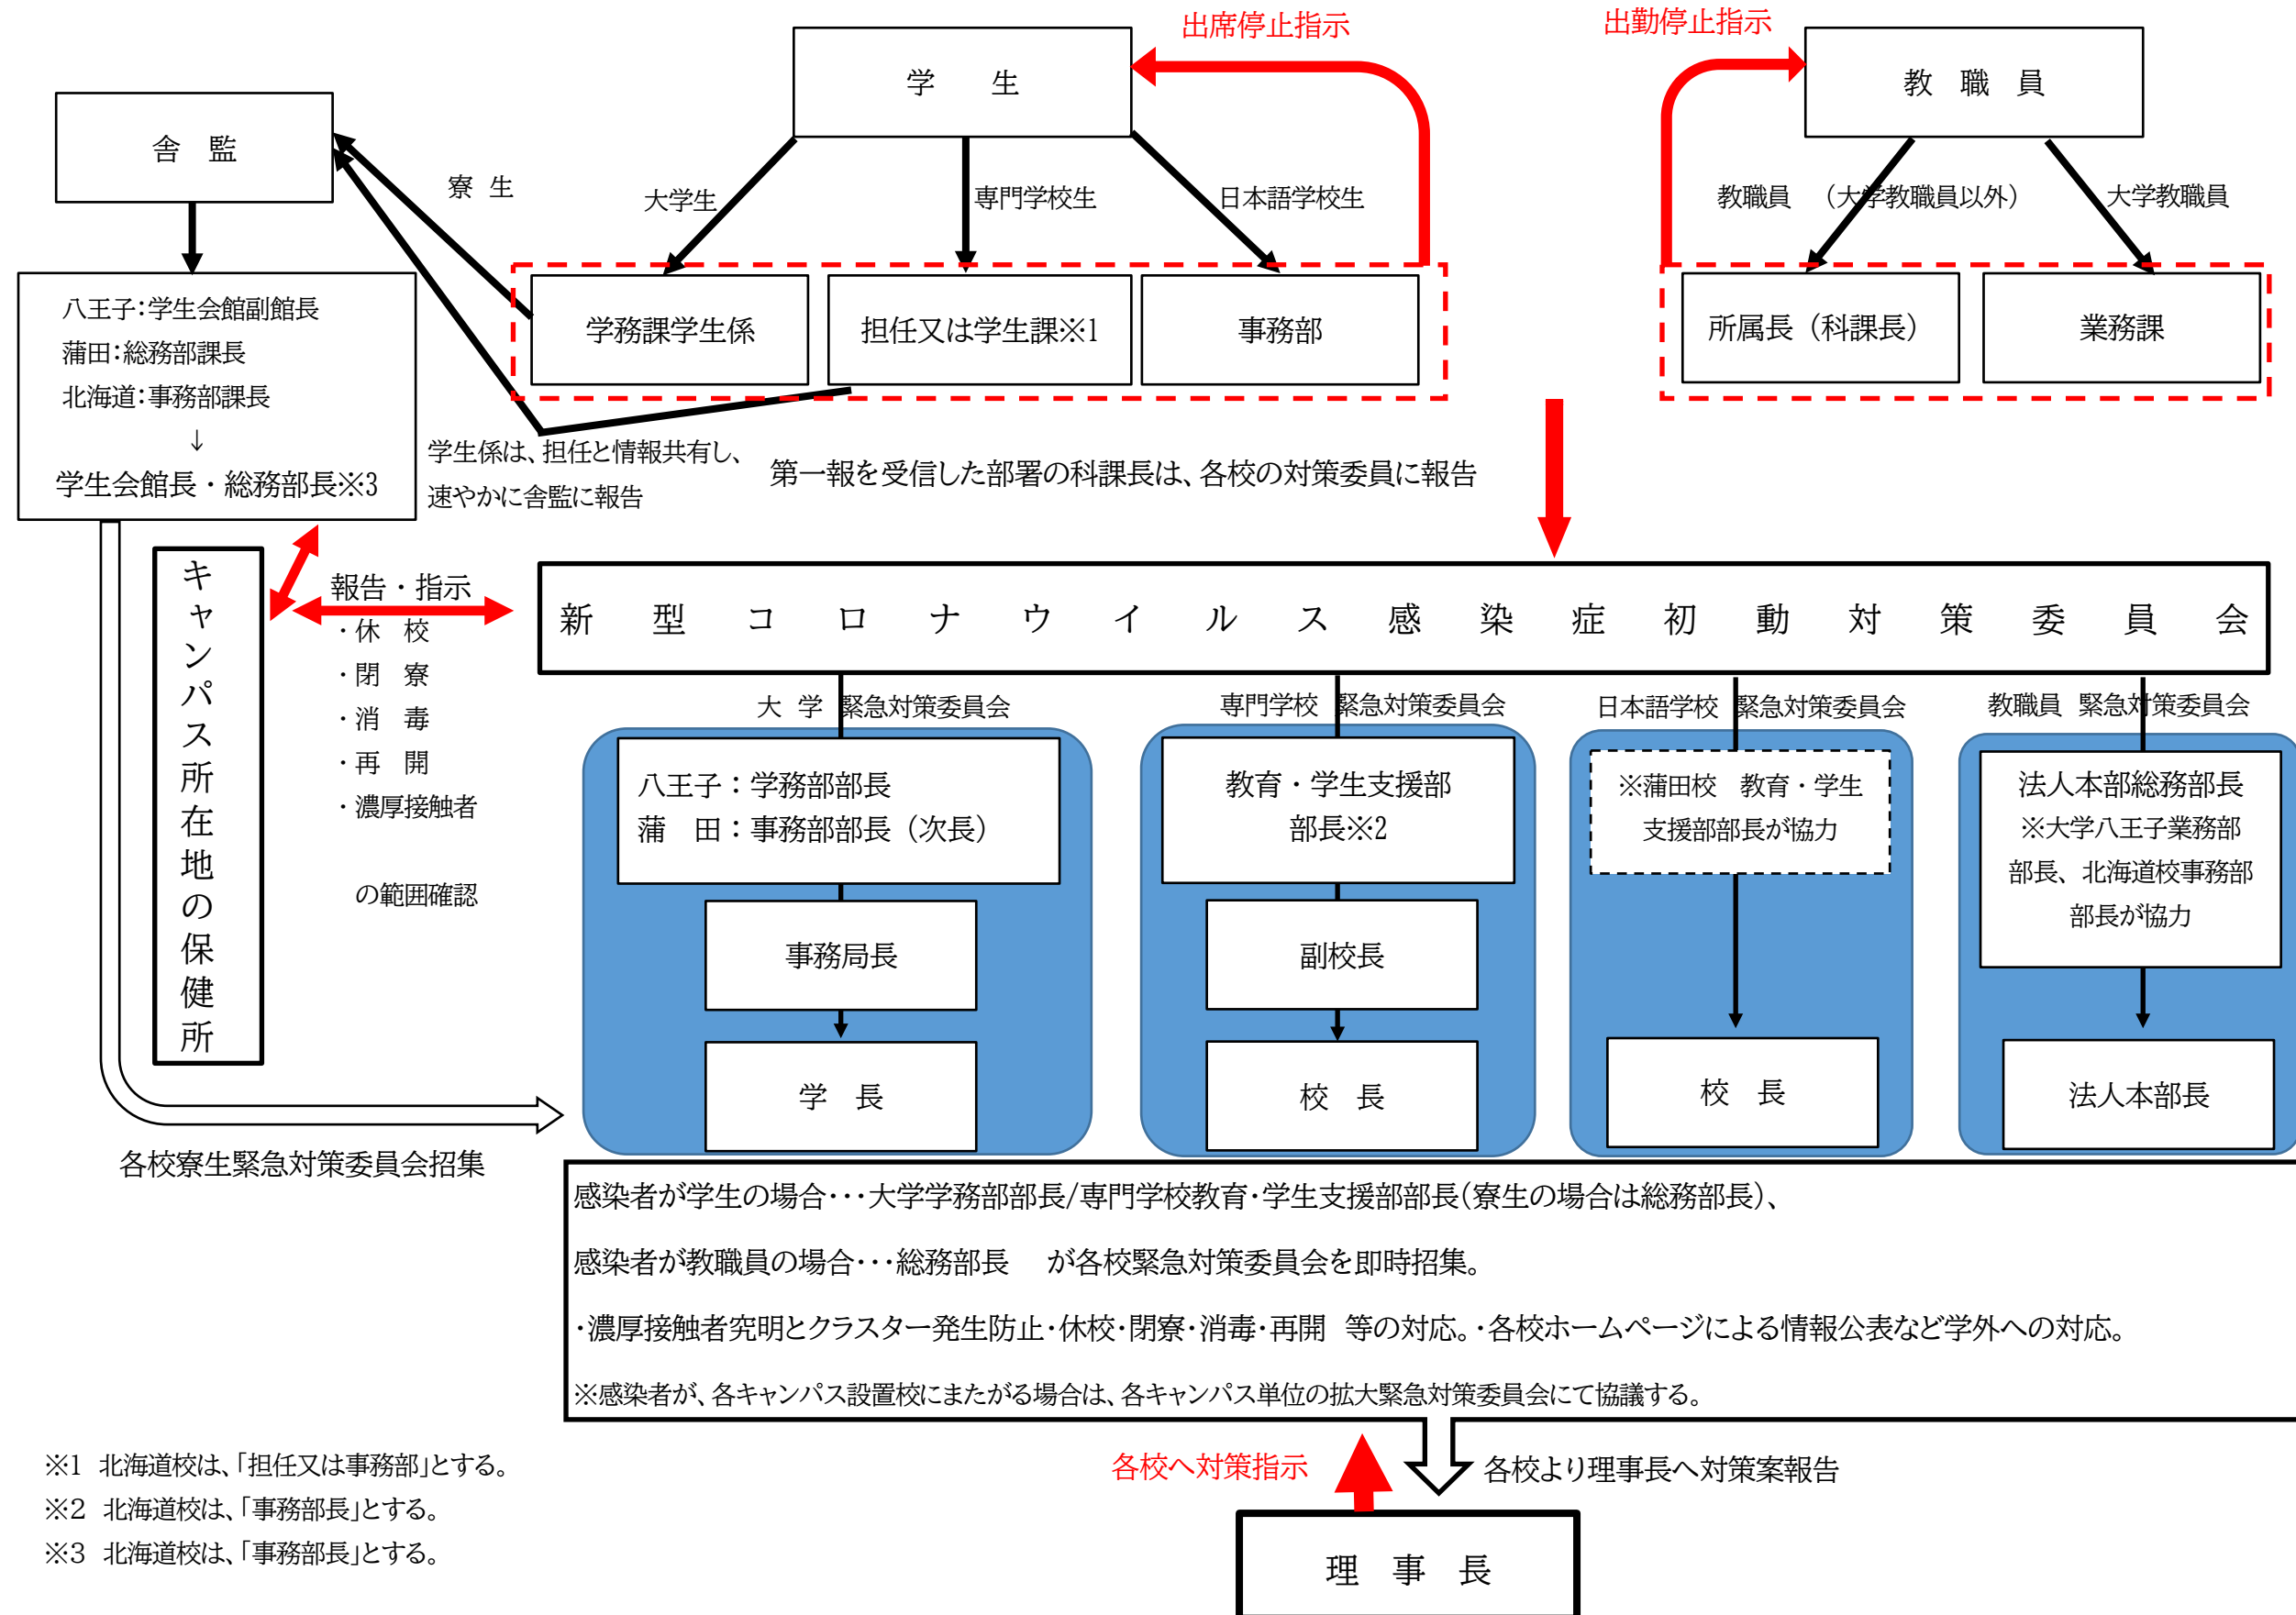 出席停止指示
出勤停止指示
学　生
教　職　員
舎　監
寮　生
大学生
専門学校生
日本語学校生
教職員　（大学教職員以外）
大学教職員
八王子：学生会館副館長
蒲田：総務部課長
北海道：事務部課長
↓
学生会館長・総務部長※3
学務課学生係
担任又は学生課※1
事務部
所属長（科課長）
業務課
学生係は、担任と情報共有し、
速やかに舎監に報告
第一報を受信した部署の科課長は、各校の対策委員に報告
キャンパス所在地の保健所
報告・指示
・休　校
・閉　寮
・消　毒
・再　開
・濃厚接触者
の範囲確認
新型コロナウイルス感染症初動対策委員会
大　学　緊急対策委員会
専門学校　緊急対策委員会
日本語学校　緊急対策委員会
教職員　緊急対策委員会
八王子：学務部部長
蒲　田：事務部部長（次長）
事務局長
学　長
教育・学生支援部
部長※2
副校長
校　長
※蒲田校　教育・学生
支援部部長が協力
校　長
法人本部総務部長
※大学八王子業務部
部長、北海道校事務部
部長が協力
法人本部長
各校寮生緊急対策委員会招集
感染者が学生の場合・・・大学学務部部長/専門学校教育・学生支援部部長（寮生の場合は総務部長）、
感染者が教職員の場合・・・総務部長　が各校緊急対策委員会を即時招集。
・濃厚接触者究明とクラスター発生防止・休校・閉寮・消毒・再開　等の対応。・各校ホームページによる情報公表など学外への対応。
※感染者が、各キャンパス設置校にまたがる場合は、各キャンパス単位の拡大緊急対策委員会にて協議する。
各校へ対策指示
各校より理事長へ対策案報告
理　事　長
※1　北海道校は、「担任又は事務部」とする。
※2　北海道校は、「事務部長」とする。
※3　北海道校は、「事務部長」とする。